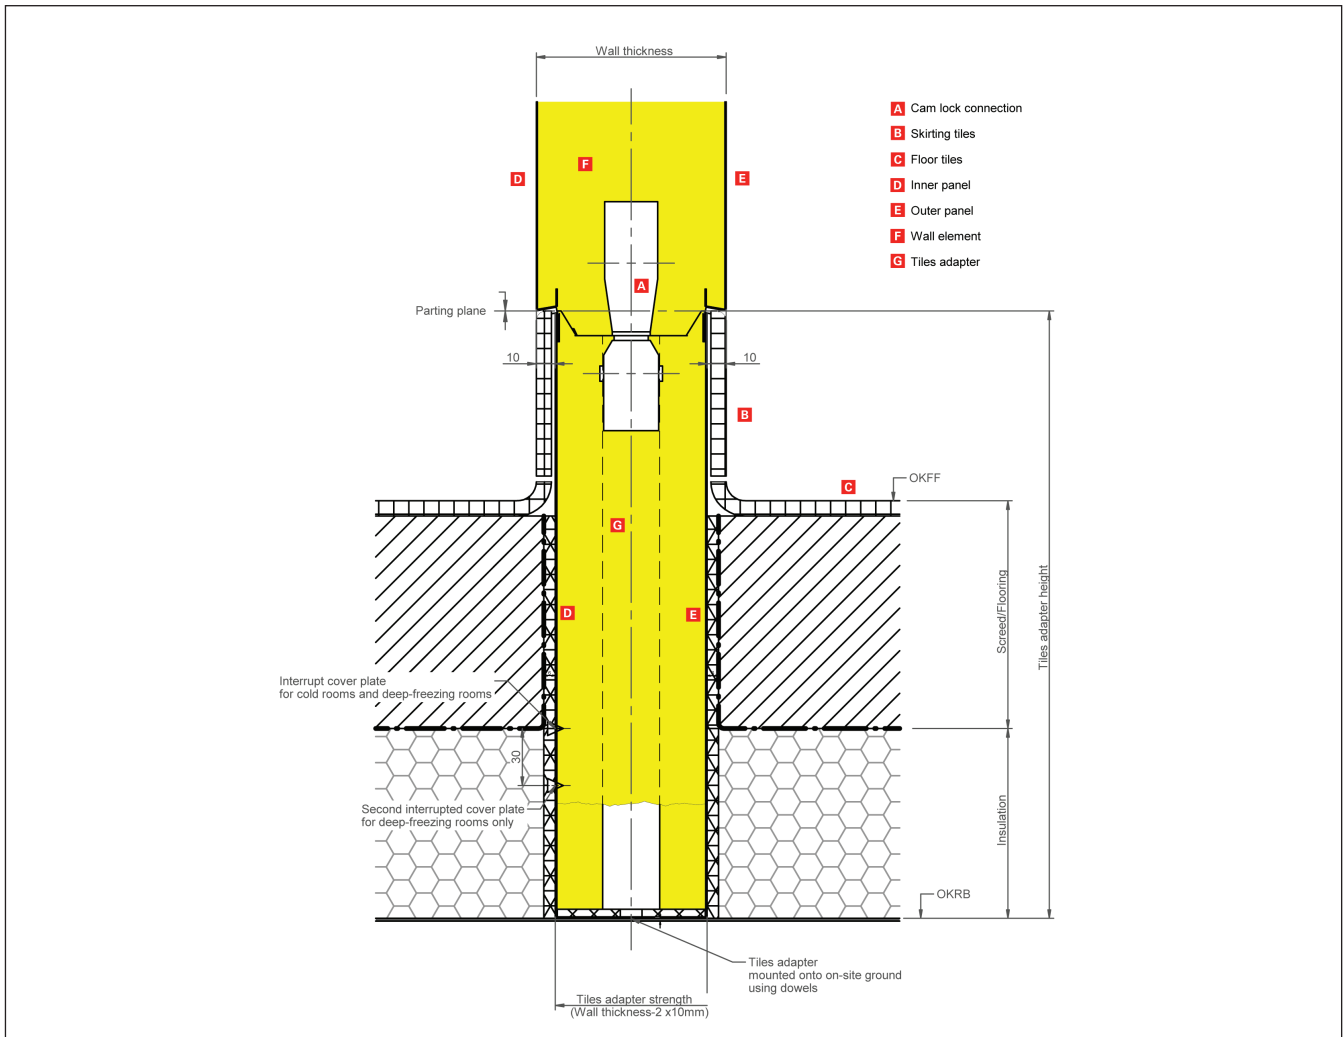 Wall thickness
A Cam lock connection
B Skirting tiles
C Floor tiles
D Inner panel
E Outer panel
F Wall element
G Tiles adapter
F
D
E
A
Parting plane
10
10
B
OKFF
C
G
Screed/Flooring
Tiles adapter height
D
E
Interrupt cover plate
for cold rooms and deep-freezing rooms
30
Second interrupted cover plate
for deep-freezing rooms only
Insulation
OKRB
Tiles adapter
mounted onto on-site ground
using dowels
Tiles adapter strength
(Wall thickness-2 x10mm)